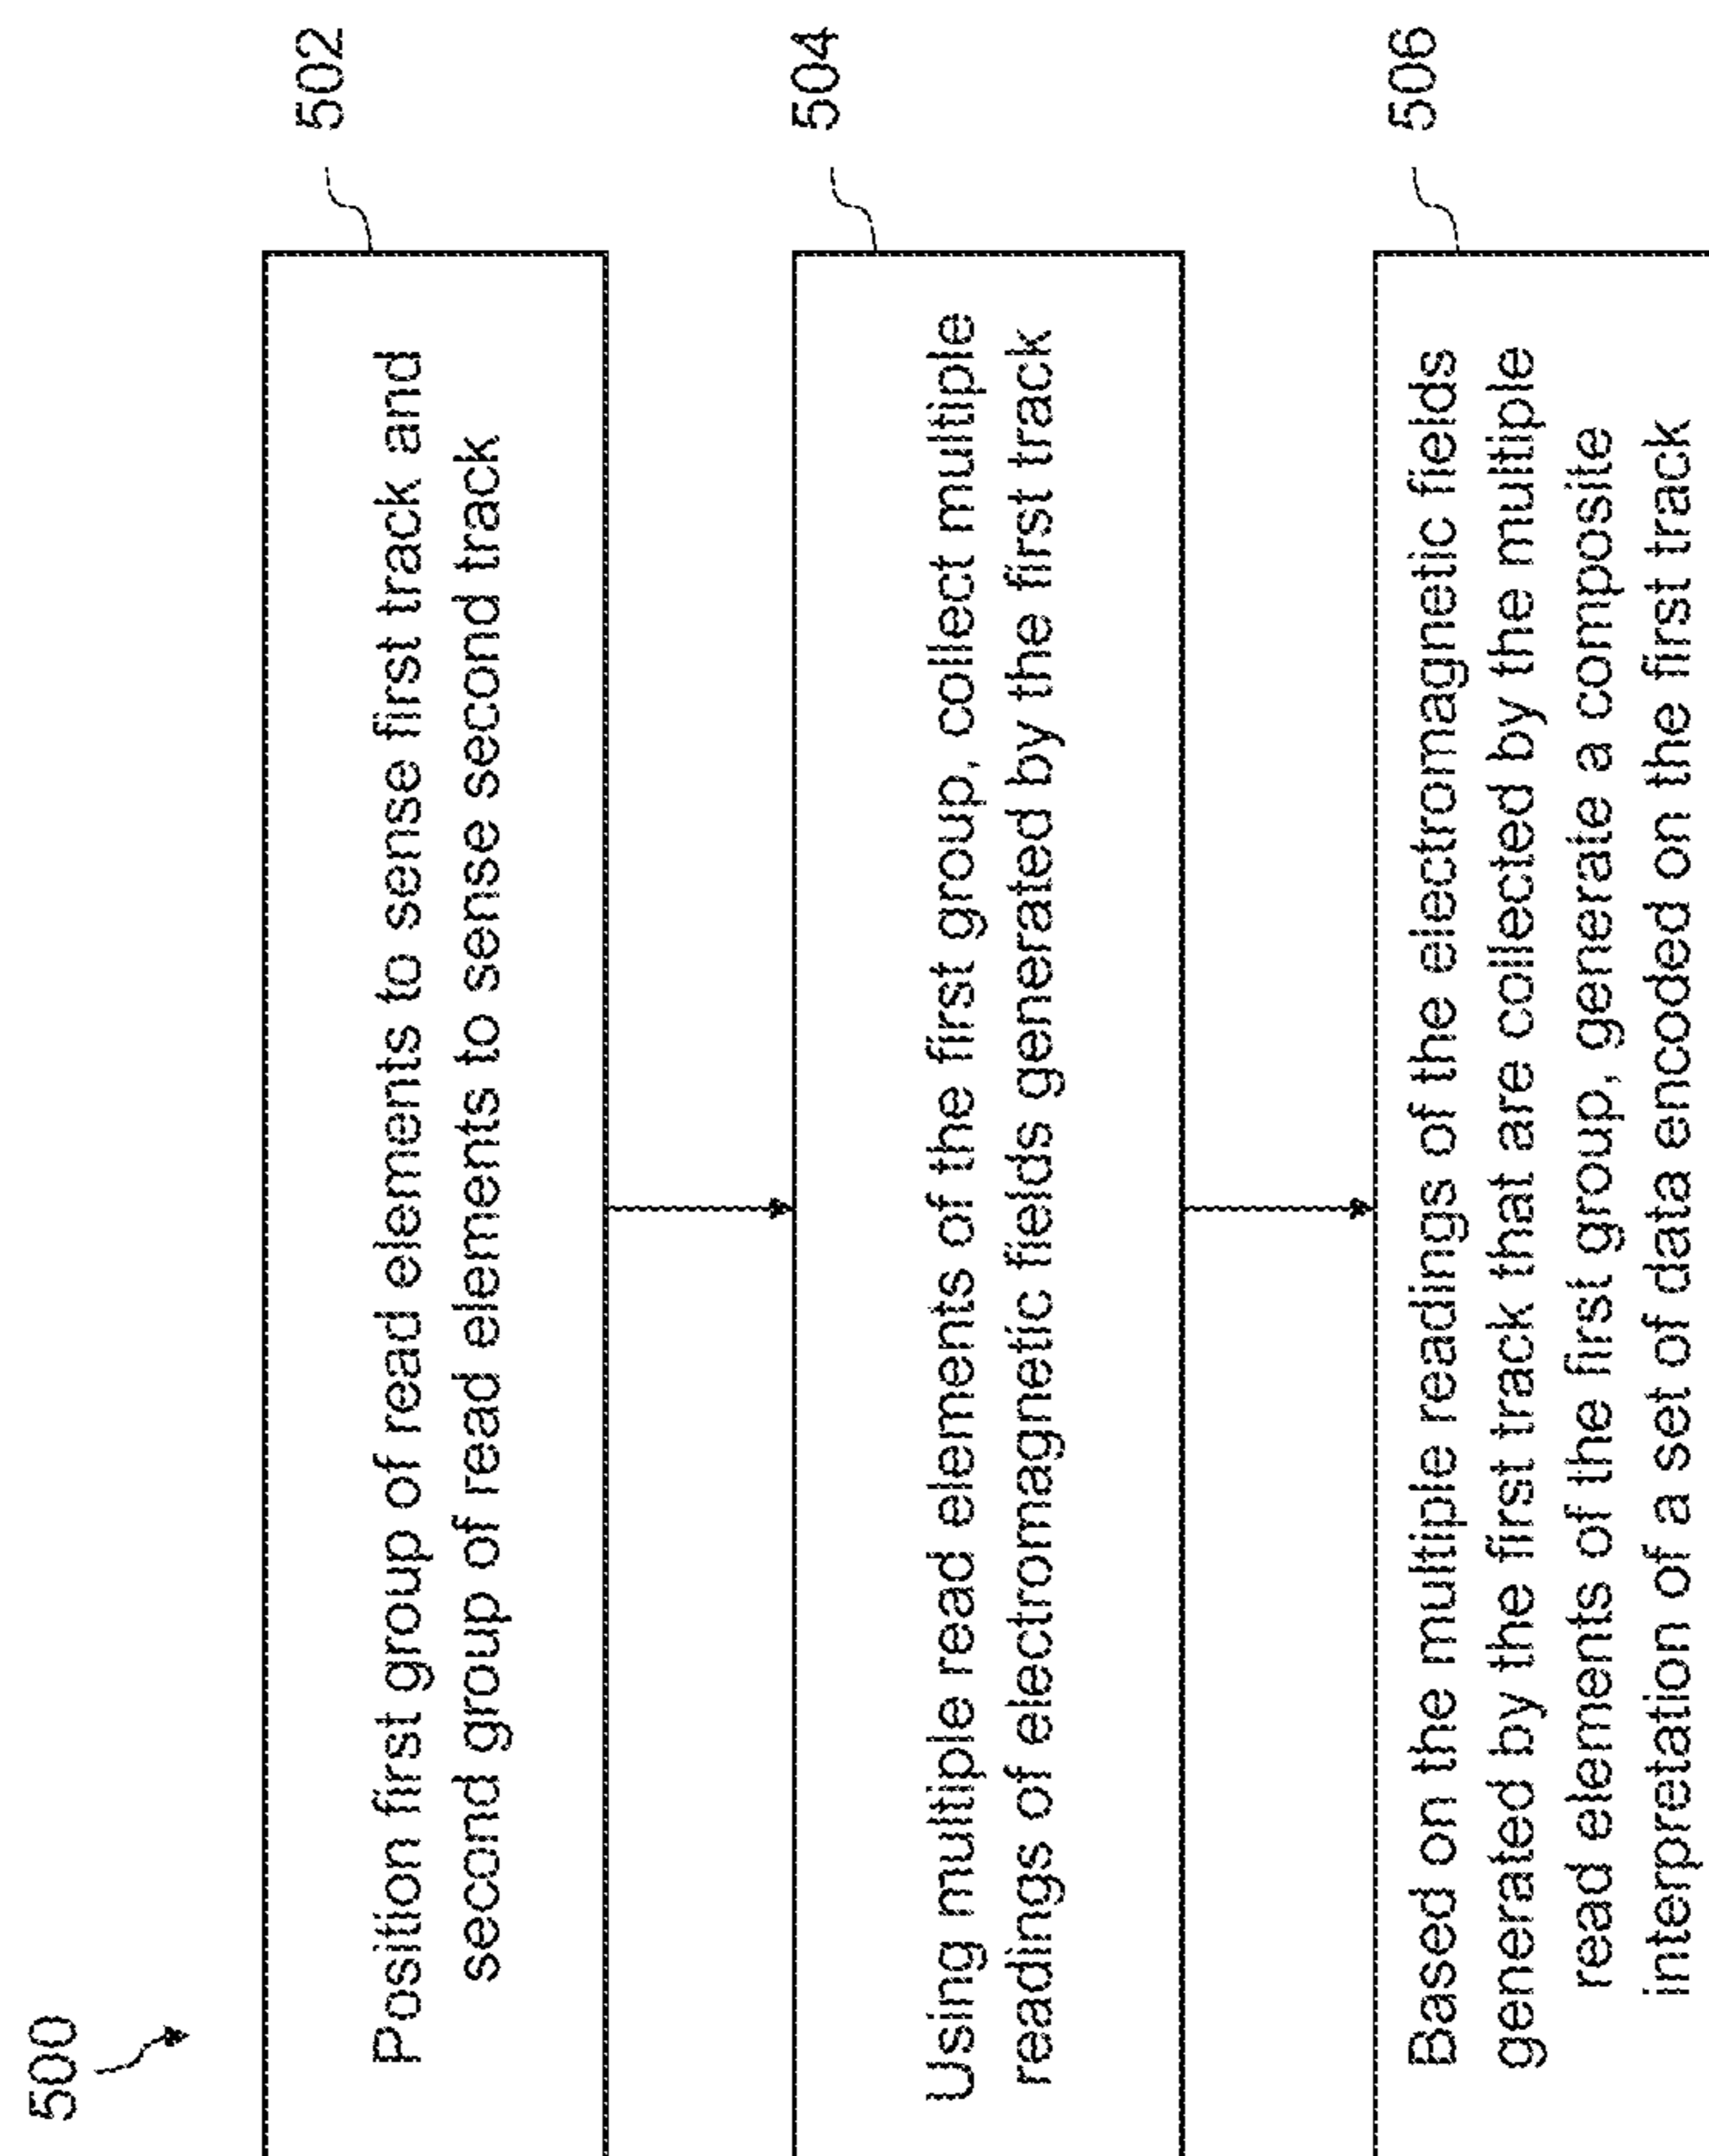 500
502
Position first group of read elements to sense first track and
second group of read elements to sense second track
504
Using multiple read elements of the first group, collect multiple
readings of electromagnetic fields generated by the first track
506
Based on the multiple readings of the electromagnetic fields
generated by the first track that are collected by the multiple
read elements of the first group, generate a composite
interpretation of a set of data encoded on the first track